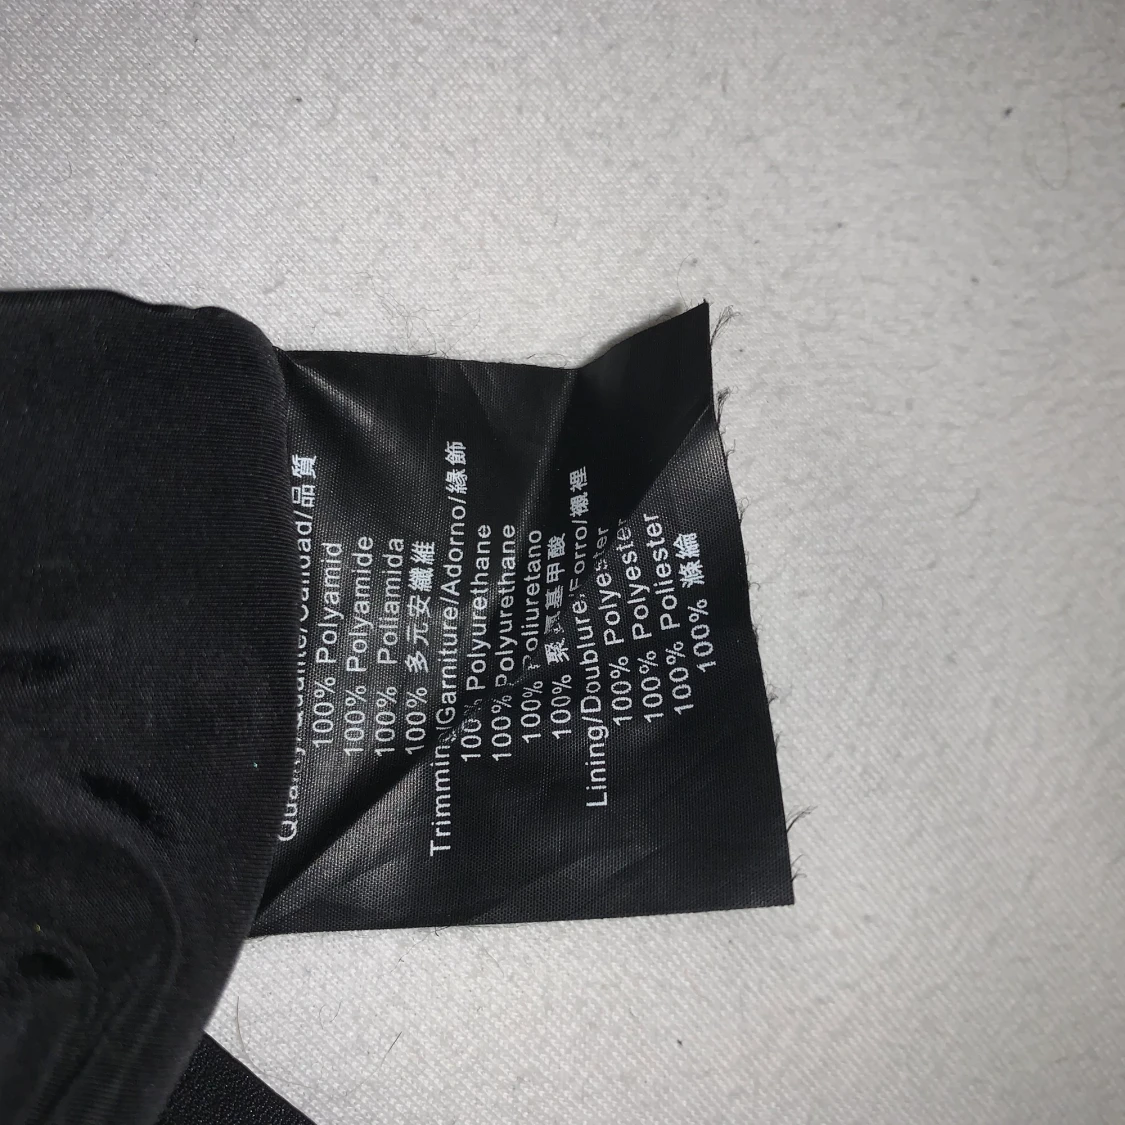 Quality/Qualité/Calidad/品質
100% Polyamid
100% Polyamide
100% Poliamida
100% 多元安纖維
Trimming/Garniture/Adorno/緣飾
100% Polyurethane
100% Polyurethane
100% Poliuretano
100% 聚氨基甲酸
Lining/Doublure/Forro/襯裡
100% Polyester
100% Polyester
100% Poliester
100% 滌綸